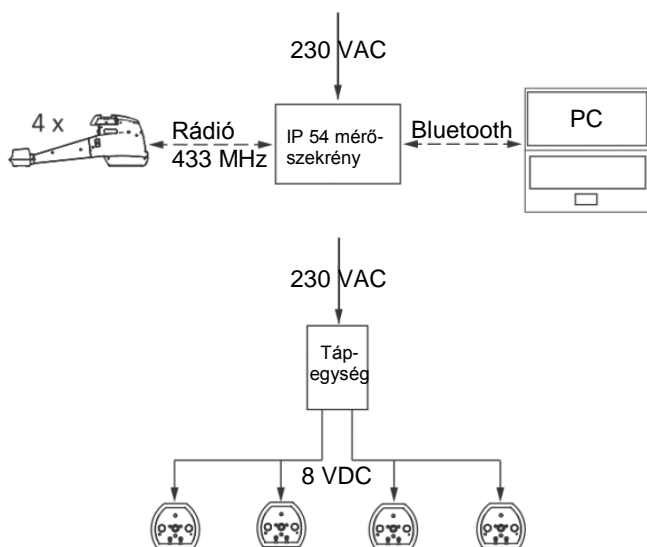 230 VAC
4 x
Rádió
433 MHz
IP 54 mérő-
szekrény
Bluetooth
PC
230 VAC
Táp-
egység
8 VDC